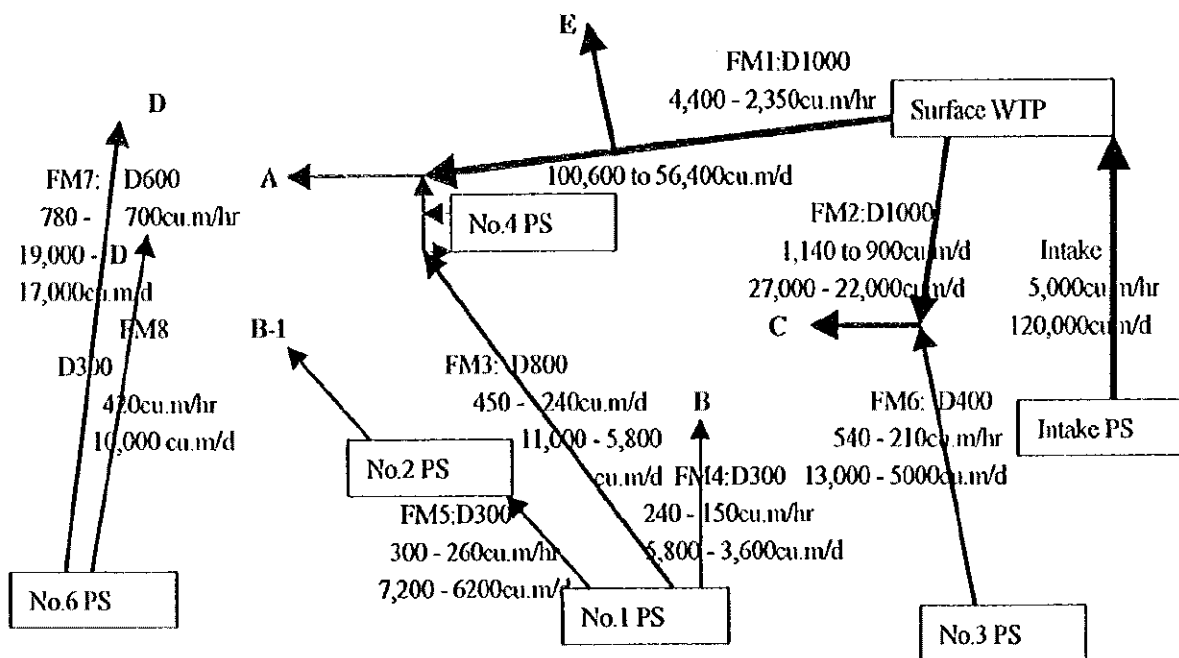 E
FM1:D1000
4,400 - 2,350cu.m/hr
Surface WTP
D
A
100,600 to 56,400cu.m/d
FM7: D600
780 - 700cu.m/hr
19,000 - D
17,000cu.m/d
No.4 PS
FM2:D1000
1,140 to 900cu.m/d
27,000 - 22,000cu.m/d
Intake
5,000cu.m/hr
120,000cu.m/d
C
FM8
D300
420cu.m/hr
10,000 cu.m/d
B-1
FM3: D800
450 - 240cu.m/d
11,000 - 5,800
cu.m/d
B
FM6: D400
540 - 210cu.m/hr
13,000 - 5000cu.m/d
Intake PS
No.2 PS
FM4:D300
240 - 150cu.m/hr
5,800 - 3,600cu.m/d
FM5:D300
300 - 260cu.m/hr
7,200 - 6200cu.m/d
No.6 PS
No.1 PS
No.3 PS